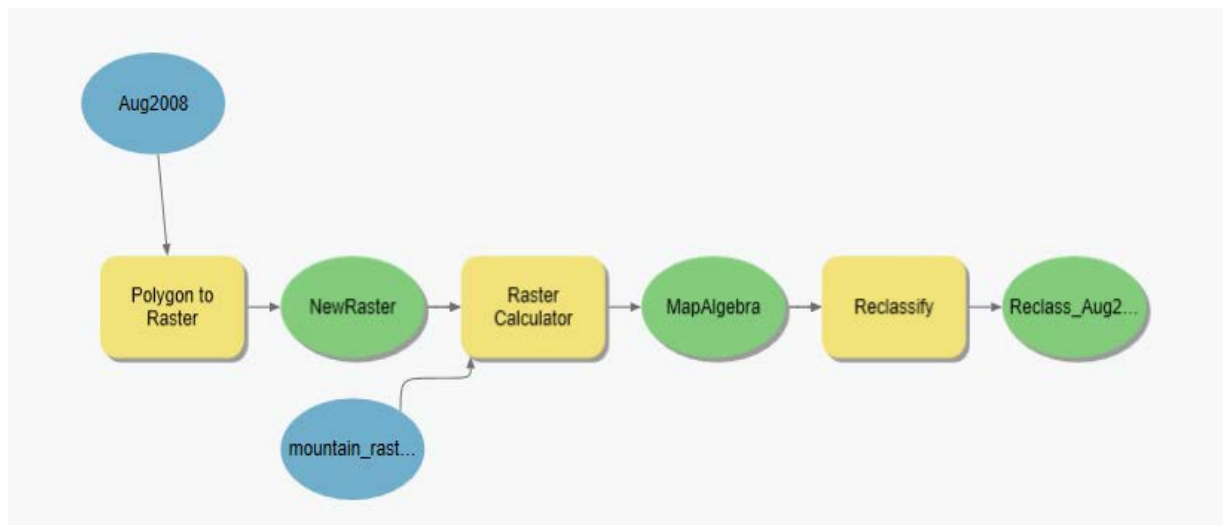 Aug2008
Polygon to
Raster
NewRaster
Raster
Calculator
MapAlgebra
Reclassify
Reclass_Aug2...
mountain_rast...